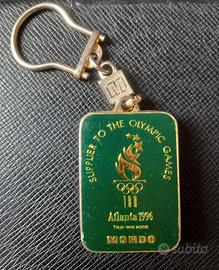 M
SUPPLIER TO THE OLYMPIC GAMES
Atlanta 1996
MONDO
subito